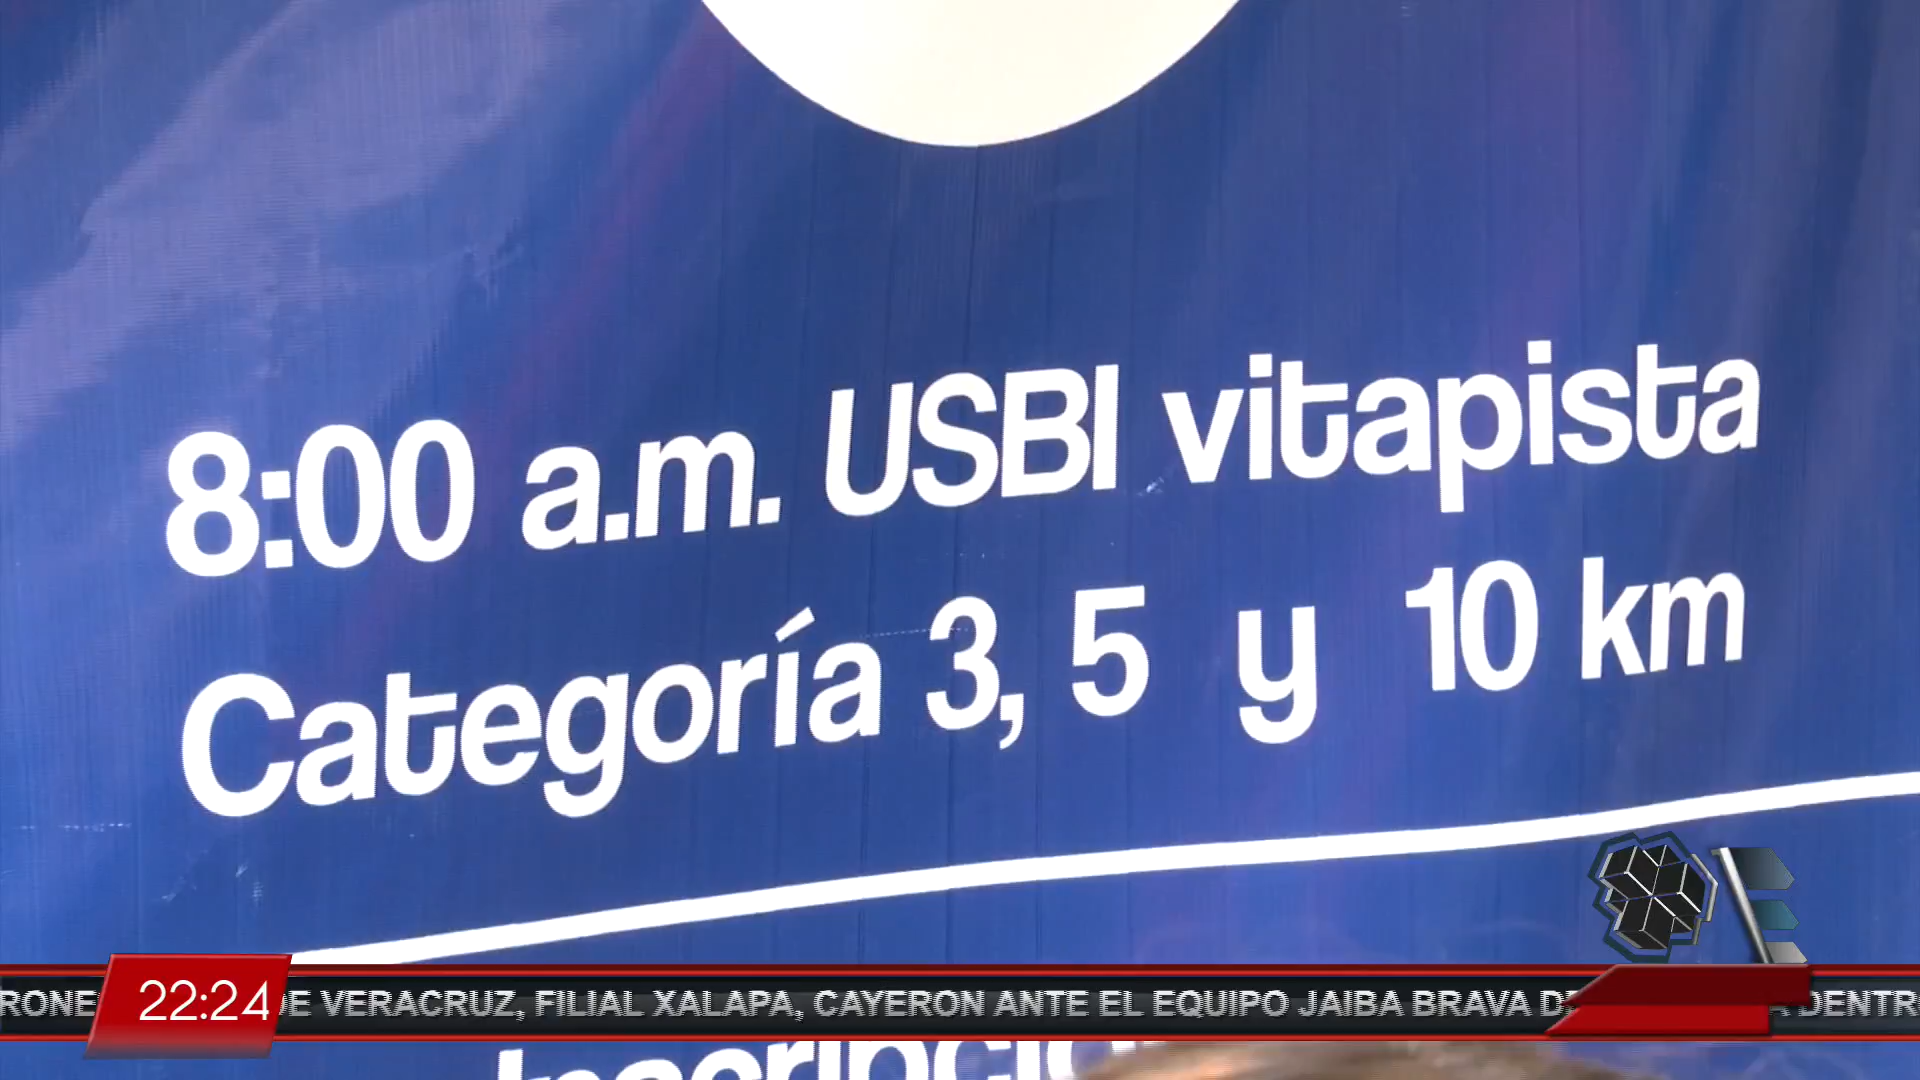 8:00 a.m. USBI vitapista
Categoría 3, 5 y 10 km
22:24
VERACRUZ, FILIAL XALAPA, CAYERON ANTE EL EQUIPO JAIBA BRAVA